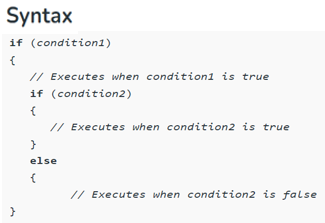 Syntax
if (condition1)
{
// Executes when condition1 is true
if (condition2)
{
// Executes when condition2 is true
}
else
{
// Executes when condition2 is false
}